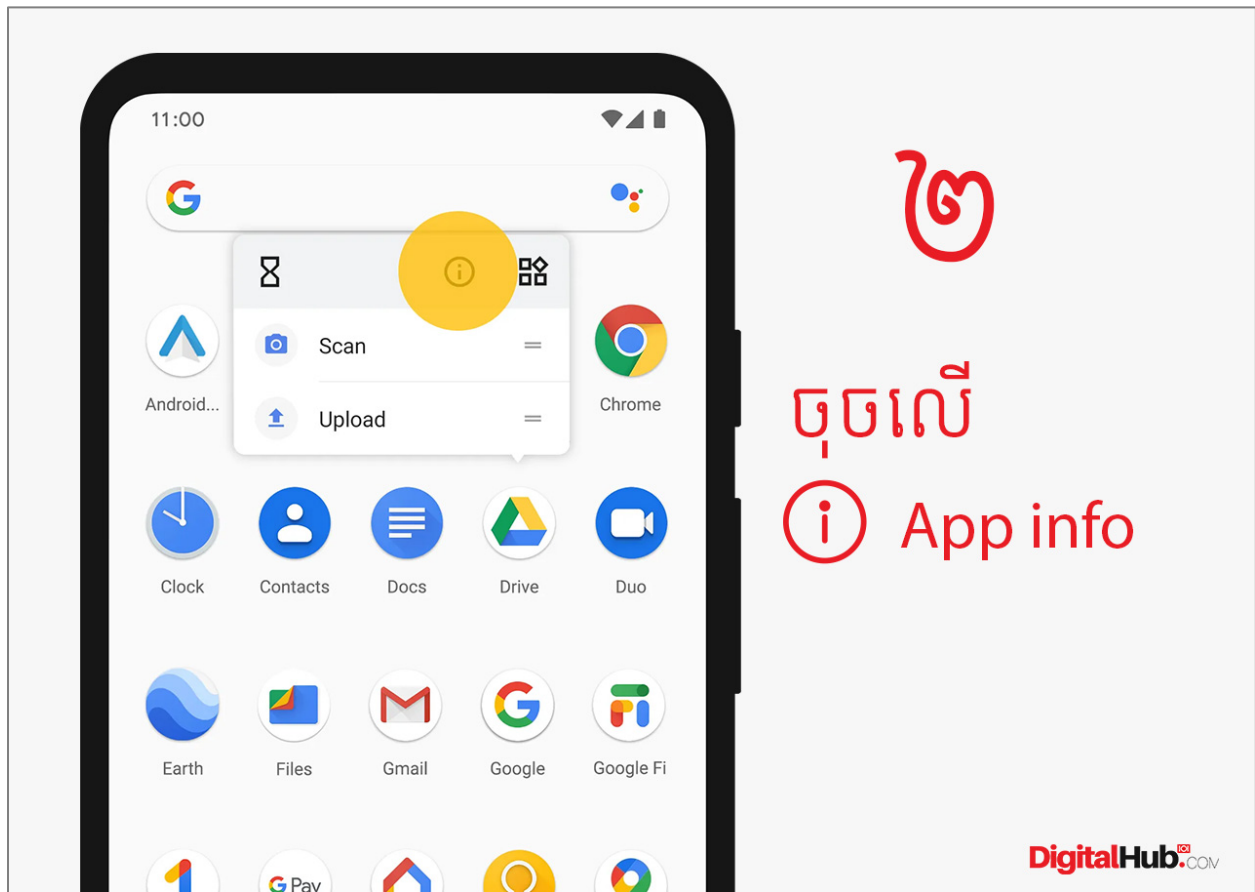 11:00
Scan
Upload
Android...
Chrome
Clock
Contacts
Docs
Drive
Duo
Earth
Files
Gmail
Google
Google Fi
G Pay
២
ចុចលើ
App info
DigitalHub101.COM